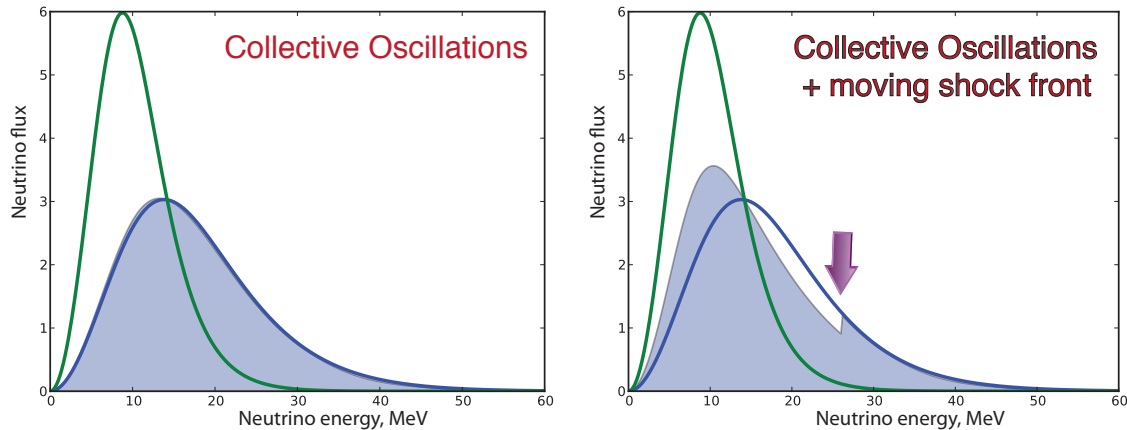 Collective Oscillations
6
5
4
3
2
1
0
Neutrino flux
0 10 20 30 40 50 60
Neutrino energy, MeV
Collective Oscillations
+ moving shock front
6
5
4
3
2
1
0
Neutrino flux
0 10 20 30 40 50 60
Neutrino energy, MeV